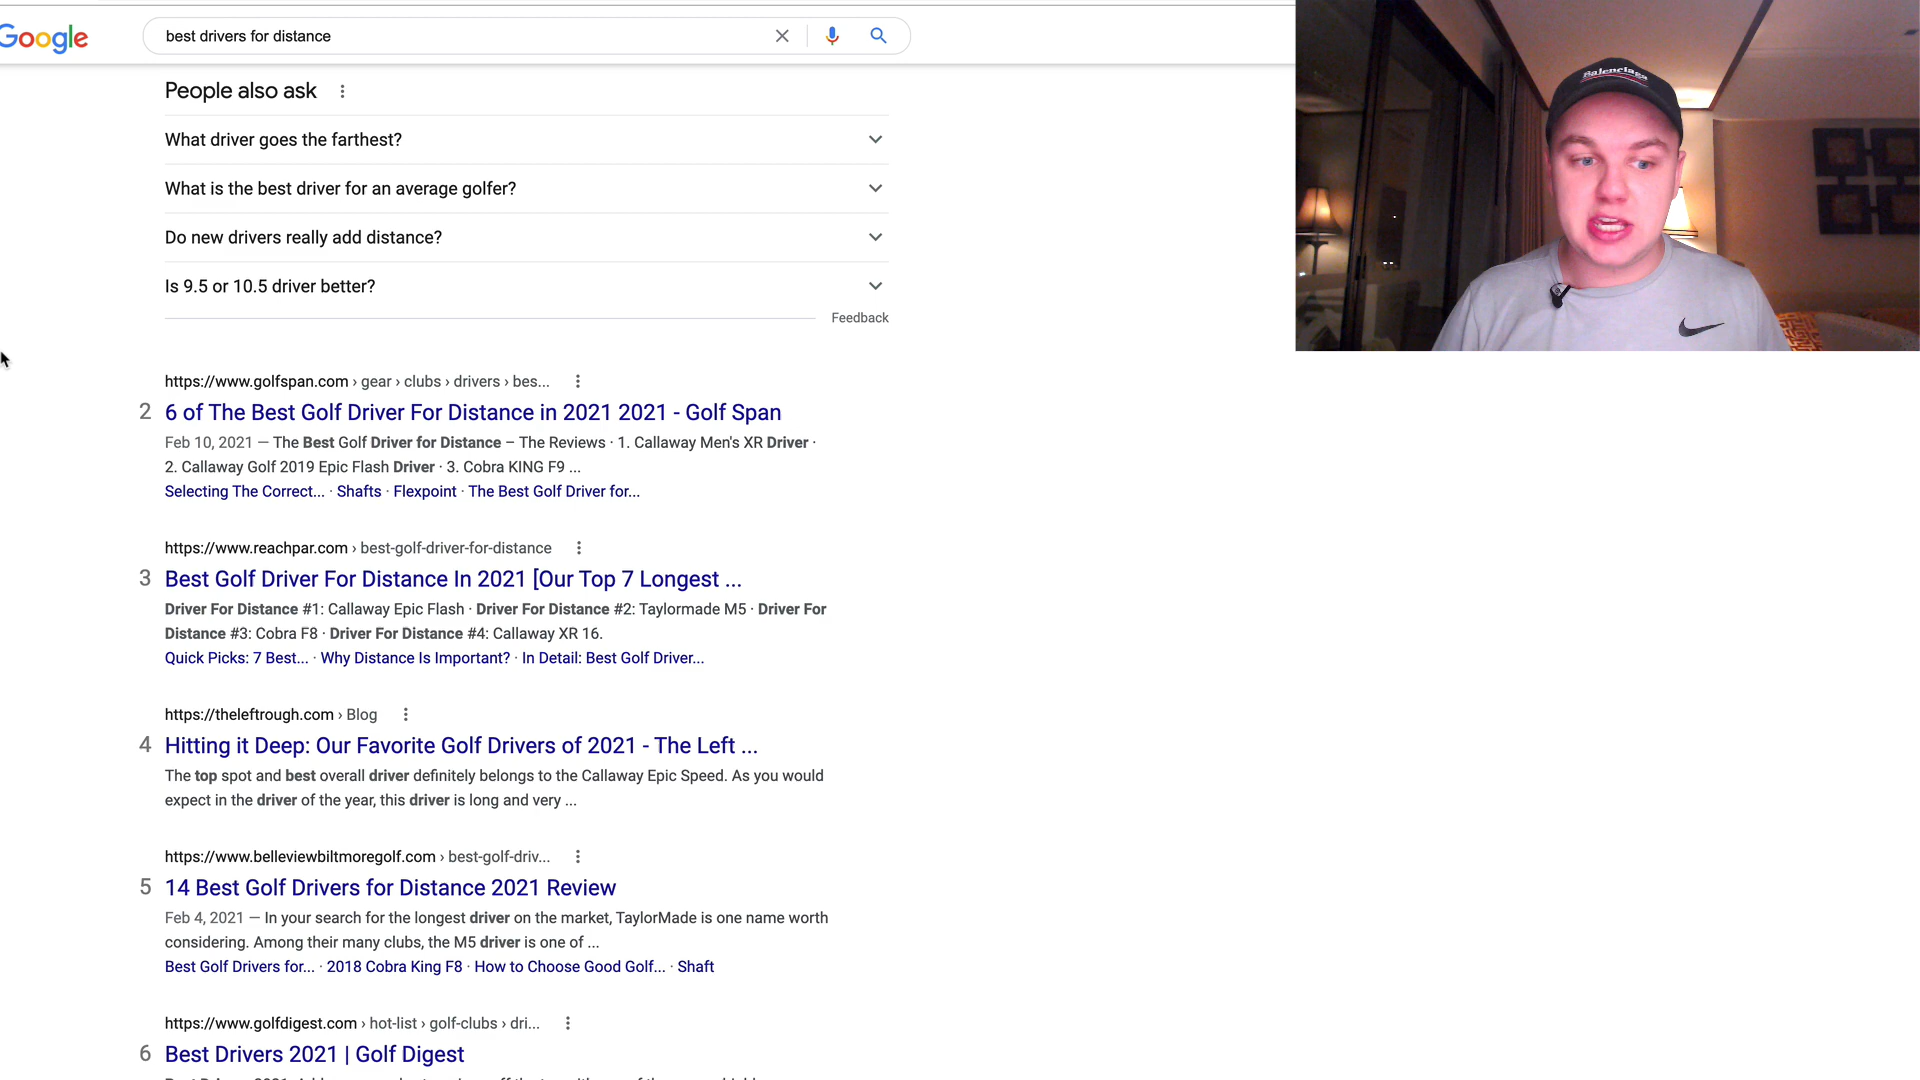 Google
best drivers for distance
People also ask
What driver goes the farthest?
What is the best driver for an average golfer?
Do new drivers really add distance?
Is 9.5 or 10.5 driver better?
Feedback
https://www.golfspan.com › gear › clubs › drivers › bes...
2 6 of The Best Golf Driver For Distance in 2021 2021 - Golf Span
Feb 10, 2021 — The Best Golf Driver for Distance – The Reviews · 1. Callaway Men's XR Driver ·
2. Callaway Golf 2019 Epic Flash Driver · 3. Cobra KING F9 ...
Selecting The Correct... · Shafts · Flexpoint · The Best Golf Driver for...
https://www.reachpar.com › best-golf-driver-for-distance
3 Best Golf Driver For Distance In 2021 [Our Top 7 Longest ...
Driver For Distance #1: Callaway Epic Flash · Driver For Distance #2: Taylormade M5 · Driver For
Distance #3: Cobra F8 · Driver For Distance #4: Callaway XR 16.
Quick Picks: 7 Best... · Why Distance Is Important? · In Detail: Best Golf Driver...
https://theleftrough.com › Blog
4 Hitting it Deep: Our Favorite Golf Drivers of 2021 - The Left ...
The top spot and best overall driver definitely belongs to the Callaway Epic Speed. As you would
expect in the driver of the year, this driver is long and very ...
https://www.belleviewbiltmoregolf.com › best-golf-driv...
5 14 Best Golf Drivers for Distance 2021 Review
Feb 4, 2021 — In your search for the longest driver on the market, TaylorMade is one name worth
considering. Among their many clubs, the M5 driver is one of ...
Best Golf Drivers for... · 2018 Cobra King F8 · How to Choose Good Golf... · Shaft
https://www.golfdigest.com › hot-list › golf-clubs › dri...
6 Best Drivers 2021 | Golf Digest
Balenciaga